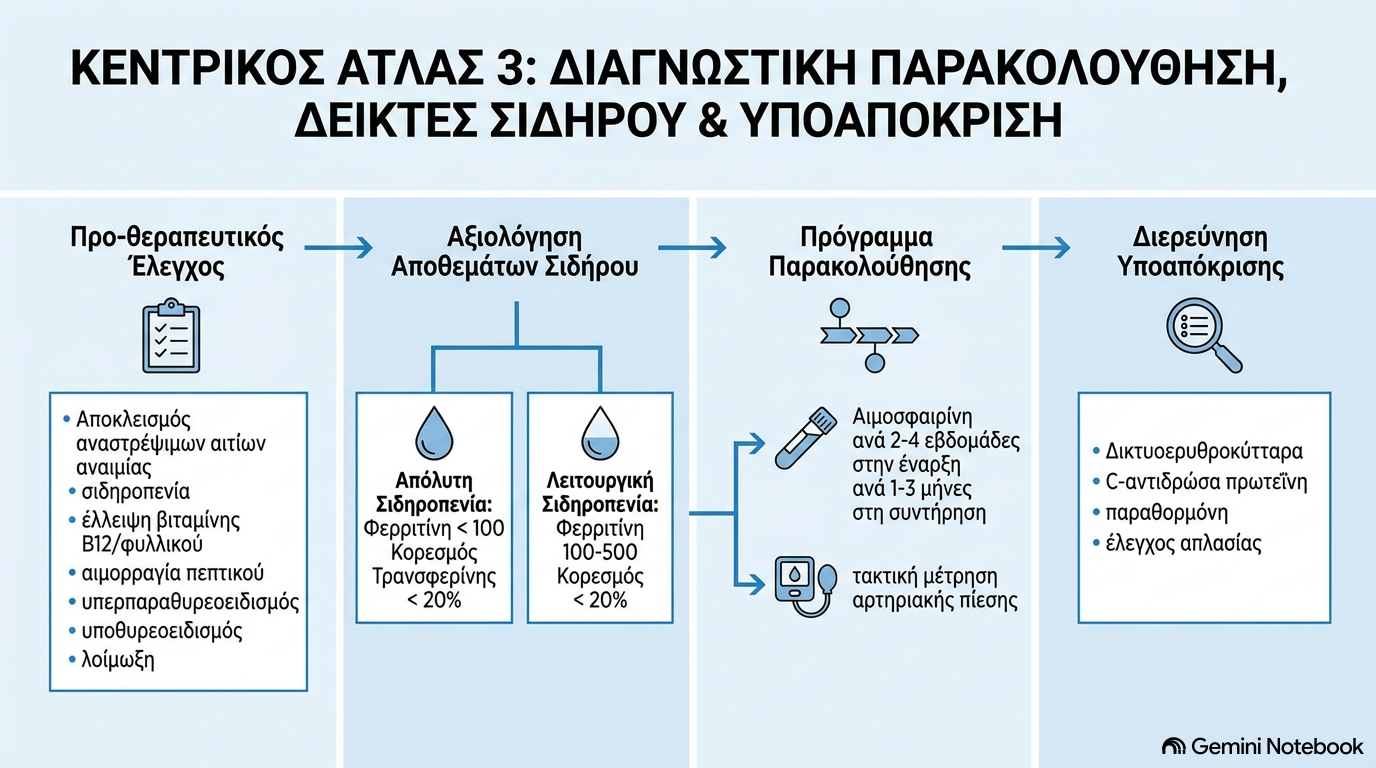 ΚΕΝΤΡΙΚΟΣ ΑΤΛΑΣ 3: ΔΙΑΓΝΩΣΤΙΚΗ ΠΑΡΑΚΟΛΟΥΘΗΣΗ,
ΔΕΙΚΤΕΣ ΣΙΔΗΡΟΥ & ΥΠΟΑΠΟΚΡΙΣΗ
Προ-θεραπευτικός
Έλεγχος
• Αποκλεισμός
αναστρέψιμων αιτίων
αναιμίας
• σιδηροπενία
• έλλειψη βιταμίνης
Β12/φυλλικού
• αιμορραγία πεπτικού
• υπερπαραθυρεοειδισμός
• υποθυρεοειδισμός
• λοίμωξη
Αξιολόγηση
Αποθεμάτων Σιδήρου
Απόλυτη
Σιδηροπενία:
Φερριτίνη < 100
Κορεσμός
Τρανσφερίνης
< 20%
Λειτουργική
Σιδηροπενία:
Φερριτίνη
100-500
Κορεσμός
< 20%
Πρόγραμμα
Παρακολούθησης
Αιμοσφαιρίνη
ανά 2-4 εβδομάδες
στην έναρξη
ανά 1-3 μήνες
στη συντήρηση
τακτική μέτρηση
αρτηριακής πίεσης
Διερεύνηση
Υποαπόκρισης
• Δικτυοερυθροκύτταρα
• C-αντιδρώσα πρωτεΐνη
• παραθορμόνη
• έλεγχος απλασίας
Gemini Notebook